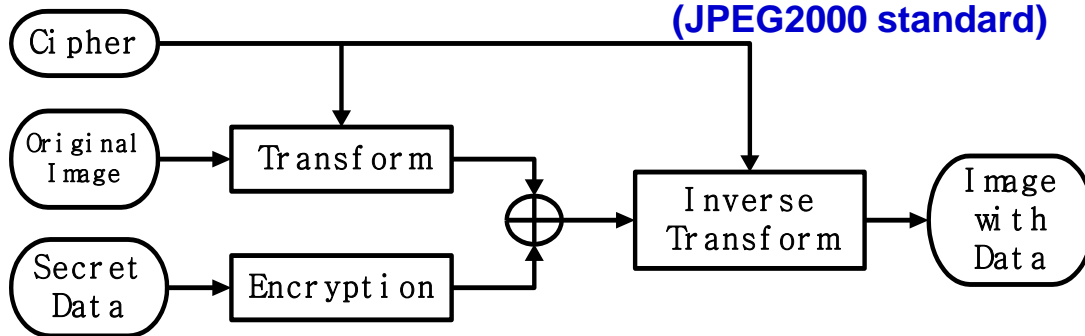 (JPEG2000 standard)
Cipher
Original
Image
Transform
Inverse
Transform
Image
with
Data
Secret
Data
Encryption